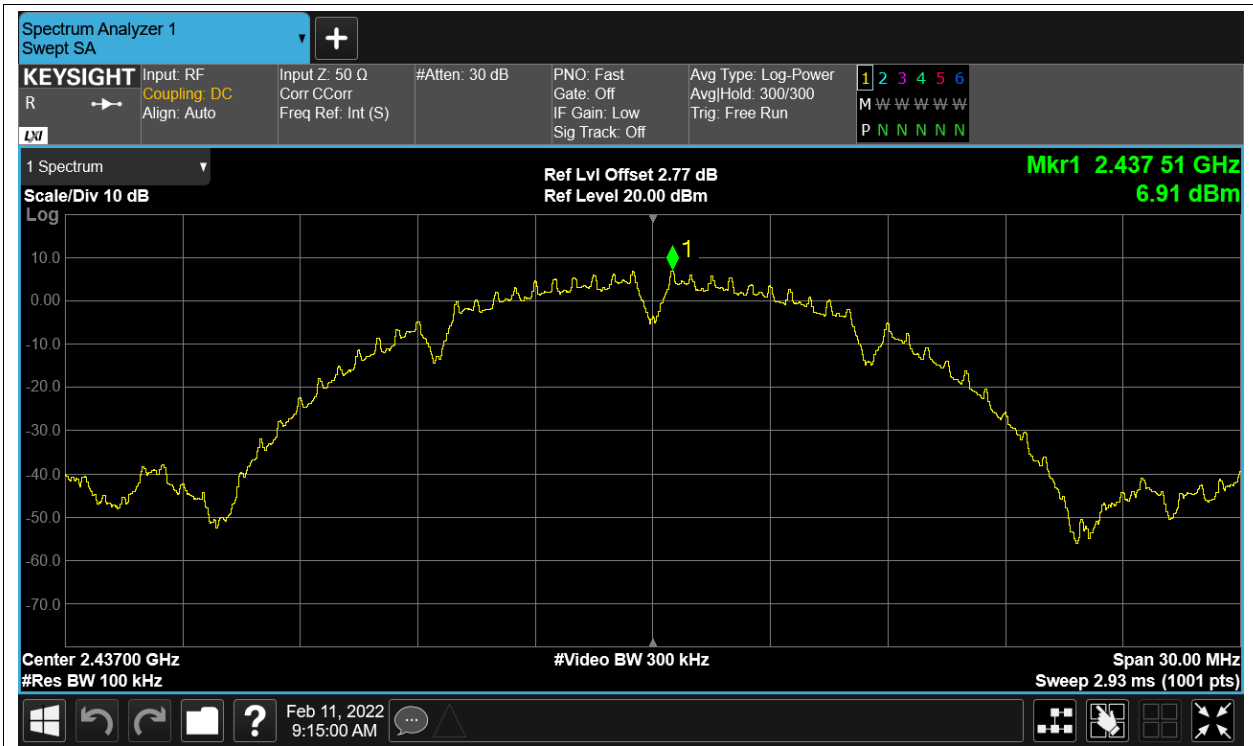 Spectrum Analyzer 1
Swept SA
+
KEYSIGHT
R
LXI
Input: RF
Coupling: DC
Align: Auto
Input Z: 50 Ω
Corr CCorr
Freq Ref: Int (S)
#Atten: 30 dB
PNO: Fast
Gate: Off
IF Gain: Low
Sig Track: Off
Avg Type: Log-Power
Avg|Hold: 300/300
Trig: Free Run
1 2 3 4 5 6
M W W W W W
P N N N N N
1 Spectrum
Scale/Div 10 dB
Ref Lvl Offset 2.77 dB
Ref Level 20.00 dBm
Mkr1 2.437 51 GHz
6.91 dBm
Log
1
10.0
0.00
-10.0
-20.0
-30.0
-40.0
-50.0
-60.0
-70.0
Center 2.43700 GHz
#Video BW 300 kHz
Span 30.00 MHz
#Res BW 100 kHz
Sweep 2.93 ms (1001 pts)
?
Feb 11, 2022
9:15:00 AM